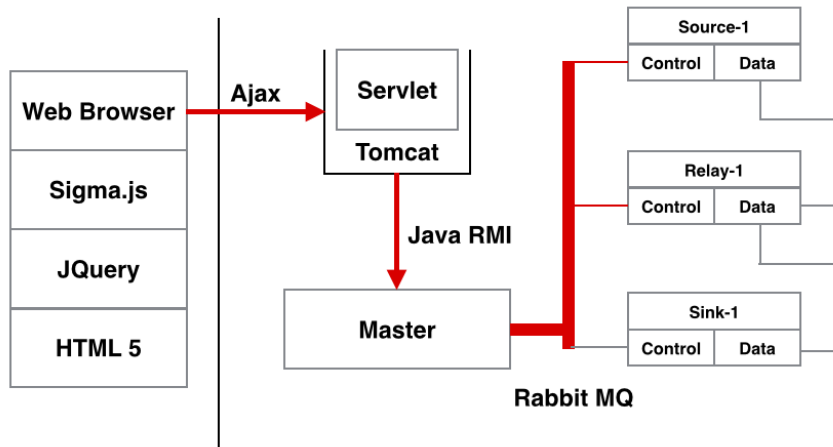 Web Browser
Sigma.js
JQuery
HTML 5
Ajax
Servlet
Tomcat
Java RMI
Master
Rabbit MQ
Source-1
Control Data
Relay-1
Control Data
Sink-1
Control Data